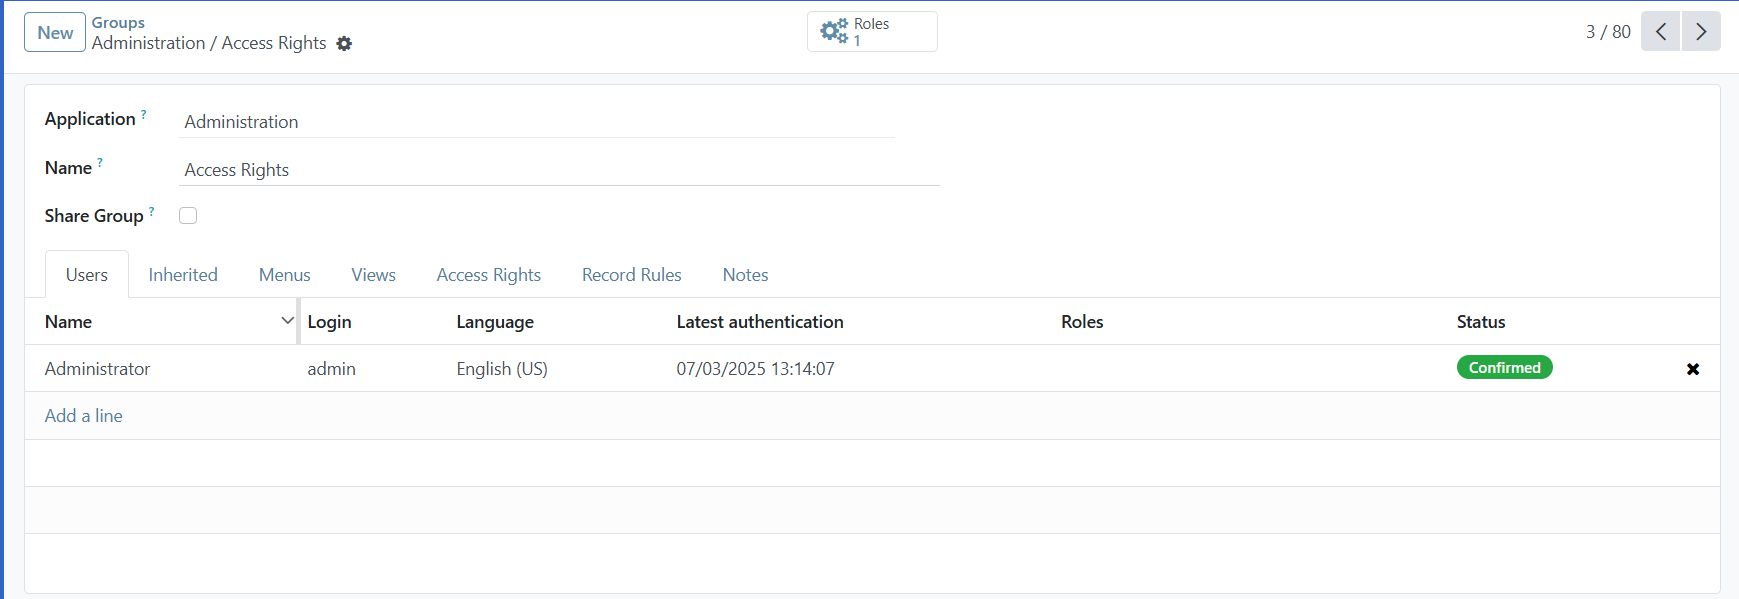 New
Groups
Administration / Access Rights
Roles
1
3 / 80
Application ?
Administration
Name ?
Access Rights
Share Group ?
Users Inherited Menus Views Access Rights Record Rules Notes
Name Login Language Latest authentication Roles Status
Administrator admin English (US) 07/03/2025 13:14:07 Confirmed
Add a line